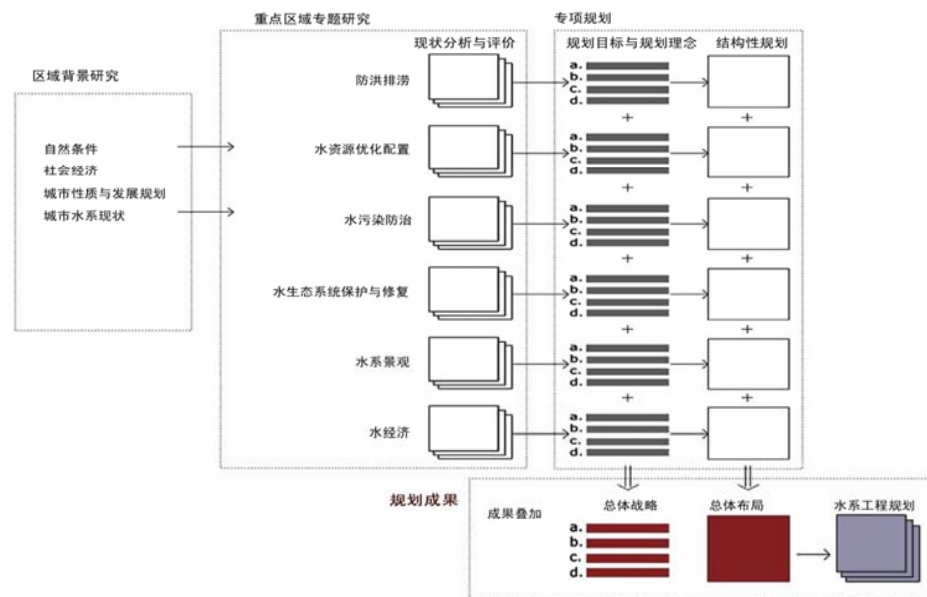 重点区域专题研究
专项规划
现状分析与评价
规划目标与规划理念
结构性规划
区域背景研究
自然条件
社会经济
城市性质与发展规划
城市水系现状
防洪排涝
a.
b.
c.
d.
+
+
水资源优化配置
a.
b.
c.
d.
+
+
水污染防治
a.
b.
c.
d.
+
+
水生态系统保护与修复
a.
b.
c.
d.
+
+
水系景观
a.
b.
c.
d.
+
+
水经济
a.
b.
c.
d.
规划成果
成果叠加
总体战略
总体布局
水系工程规划
a.
b.
c.
d.